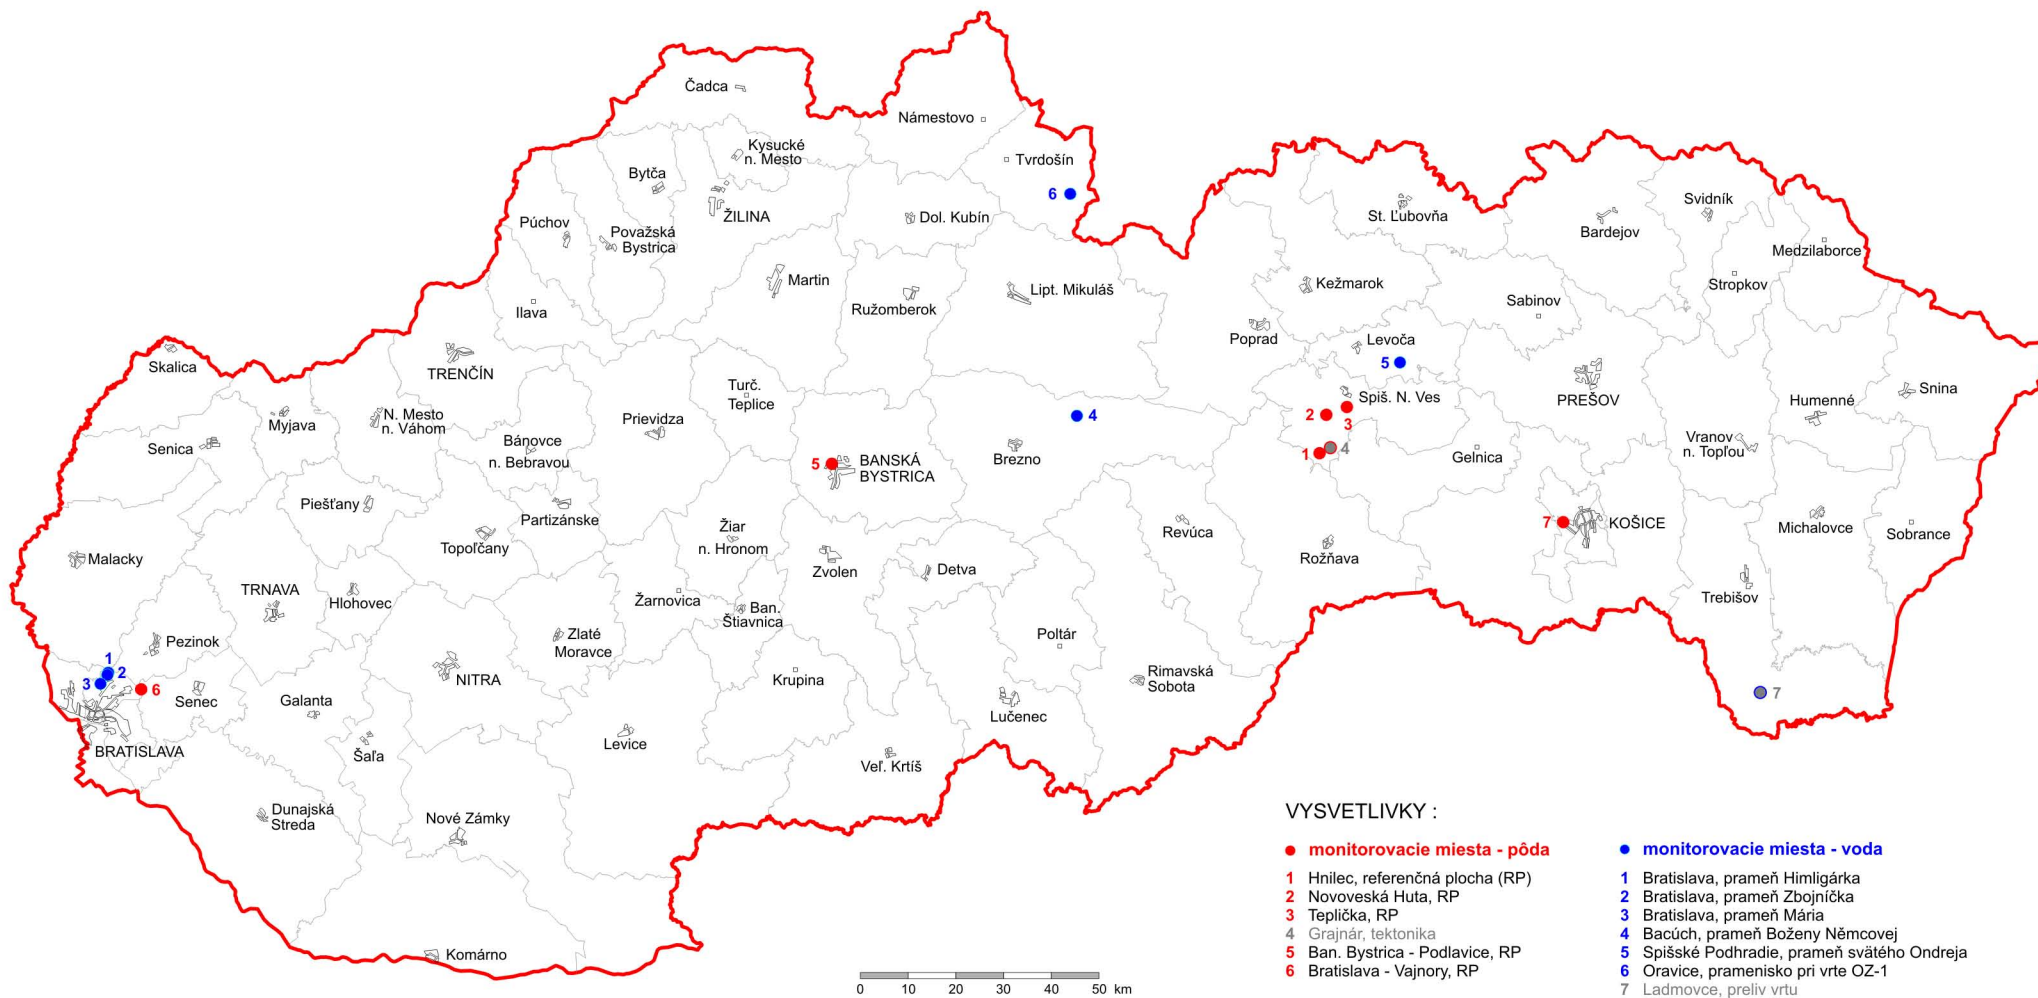 Čadca
Námestovo
Kysucké
n. Mesto
Tvrdošín
Bytča
6
ŽILINA
Dol. Kubín
St. Ľubovňa
Svidník
Púchov
Považská
Bystrica
Bardejov
Medzilaborce
Martin
Lipt. Mikuláš
Kežmarok
Stropkov
Ružomberok
Sabinov
Ilava
Poprad
Levoča
Skalica
TRENČÍN
5
Turč.
Teplice
Spiš. N. Ves
PREŠOV
Snina
Humenné
N. Mesto
n. Váhom
Prievidza
4
2
3
Myjava
Senica
Bánovce
n. Bebravou
Vranov
n. Topľou
Brezno
1
4
Gelnica
5
BANSKÁ
BYSTRICA
Piešťany
Partizánske
Žiar
n. Hronom
Revúca
7
KOŠICE
Michalovce
Sobrance
Topoľčany
Malacky
Zvolen
Detva
Rožňava
TRNAVA
Hlohovec
Žarnovica
Ban.
Štiavnica
Trebišov
Pezinok
Zlaté
Moravce
Poltár
1
2
3
6
Senec
NITRA
Krupina
Rimavská
Sobota
7
Galanta
Lučenec
BRATISLAVA
Šaľa
Levice
Veľ. Krtíš
Dunajská
Streda
Nové Zámky
Komárno
0 10 20 30 40 50 km
VYSVETLIVKY :
monitorovacie miesta - pôda
1 Hnilec, referenčná plocha (RP)
2 Novoveská Huta, RP
3 Teplička, RP
4 Grajnár, tektonika
5 Ban. Bystrica - Podlavice, RP
6 Bratislava - Vajnory, RP
monitorovacie miesta - voda
1 Bratislava, prameň Himligárka
2 Bratislava, prameň Zbojníčka
3 Bratislava, prameň Mária
4 Bacúch, prameň Boženy Němcovej
5 Spišské Podhradie, prameň svätého Ondreja
6 Oravice, pramenisko pri vrte OZ-1
7 Ladmovce, preliv vrtu